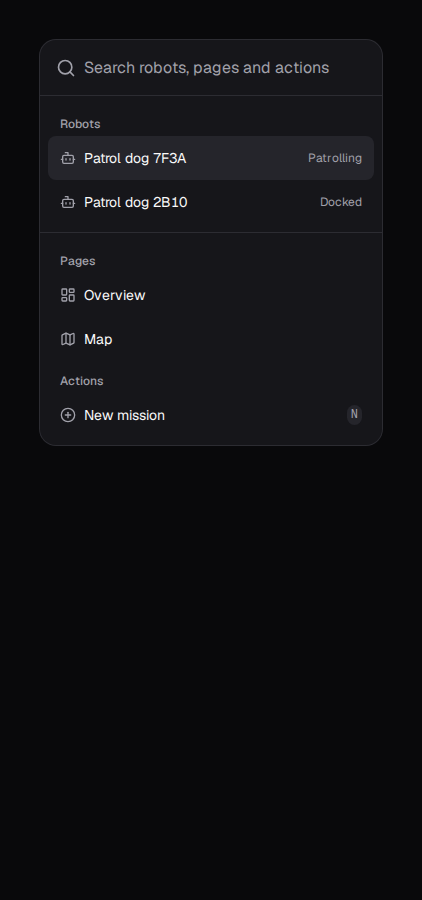 Search robots, pages and actions
Robots
Patrol dog 7F3A Patrolling
Patrol dog 2B10 Docked
Pages
Overview
Map
Actions
New mission N